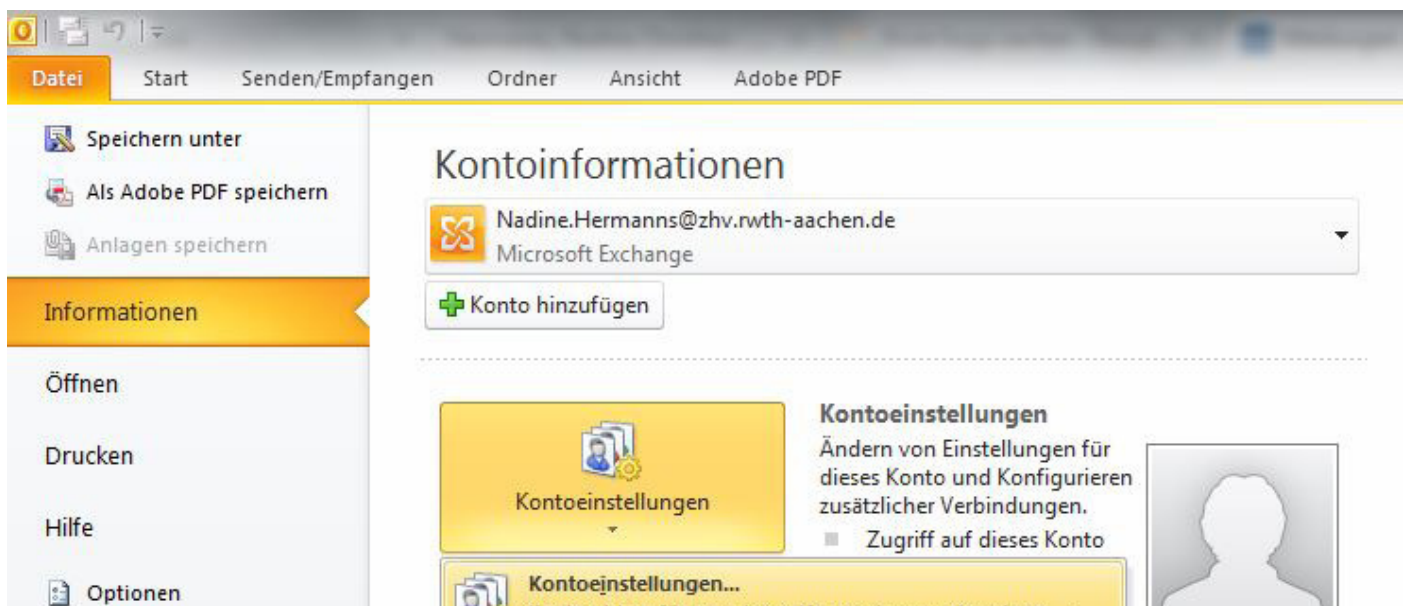 Datei Start Senden/Empfangen Ordner Ansicht Adobe PDF
Speichern unter
Als Adobe PDF speichern
Anlagen speichern
Informationen
Öffnen
Drucken
Hilfe
Optionen
Kontoinformationen
Nadine.Hermanns@zhv.rwth-aachen.de
Microsoft Exchange
Konto hinzufügen
Kontoeinstellungen
Kontoeinstellungen
Ändern von Einstellungen für
dieses Konto und Konfigurieren
zusätzlicher Verbindungen.
Zugriff auf dieses Konto
Kontoeinstellungen...